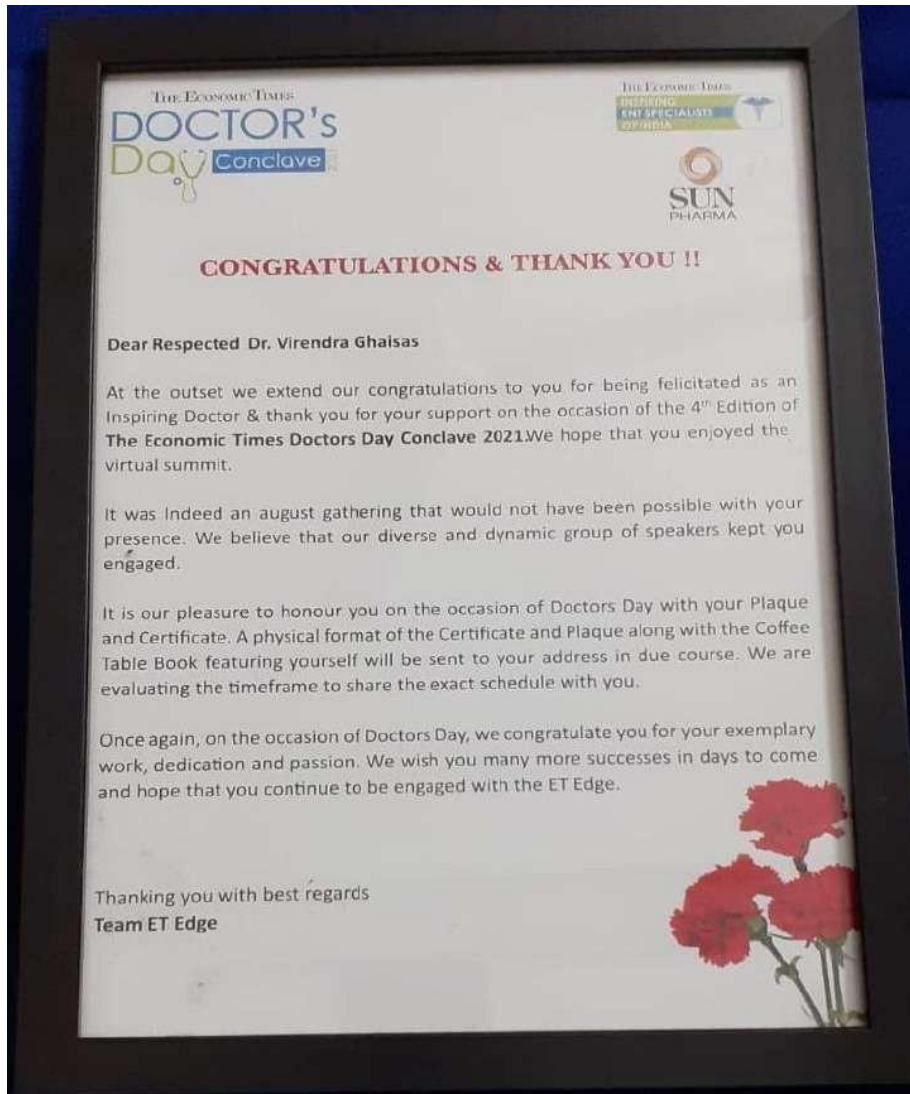 THE ECONOMIC TIMES
DOCTOR's
Day Conclave
THE ECONOMIC TIMES
INSPIRING
ENT SPECIALISTS
OF INDIA
SUN
PHARMA
CONGRATULATIONS & THANK YOU !!
Dear Respected Dr. Virendra Ghaisas
At the outset we extend our congratulations to you for being felicitated as an
Inspiring Doctor & thank you for your support on the occasion of the 4th Edition of
The Economic Times Doctors Day Conclave 2021.We hope that you enjoyed the
virtual summit.
It was Indeed an august gathering that would not have been possible with your
presence. We believe that our diverse and dynamic group of speakers kept you
engaged.
It is our pleasure to honour you on the occasion of Doctors Day with your Plaque
and Certificate. A physical format of the Certificate and Plaque along with the Coffee
Table Book featuring yourself will be sent to your address in due course. We are
evaluating the timeframe to share the exact schedule with you.
Once again, on the occasion of Doctors Day, we congratulate you for your exemplary
work, dedication and passion. We wish you many more successes in days to come
and hope that you continue to be engaged with the ET Edge.
Thanking you with best regards
Team ET Edge